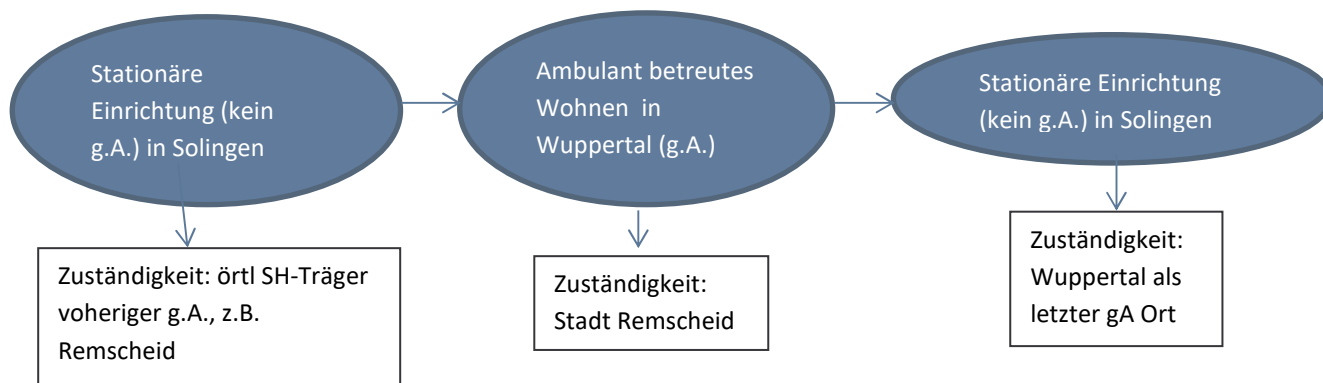 Stationäre
Einrichtung (kein
g.A.) in Solingen
Ambulant betreutes
Wohnen in
Wuppertal (g.A.)
Stationäre Einrichtung
(kein g.A.) in Solingen
Zuständigkeit: örtl SH-Träger
voheriger g.A., z.B.
Remscheid
Zuständigkeit:
Stadt Remscheid
Zuständigkeit:
Wuppertal als
letzter gA Ort